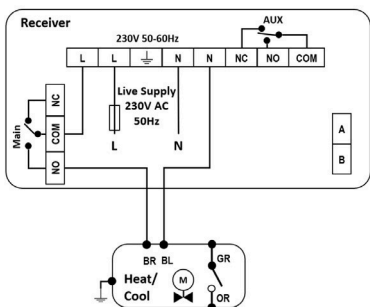 Receiver
AUX
230V 50-60Hz
L L N N NC NO COM
NC
COM
NO
Main
Live Supply
230V AC
50Hz
L N
A
B
BR BL GR
Heat/
Cool
M
OR